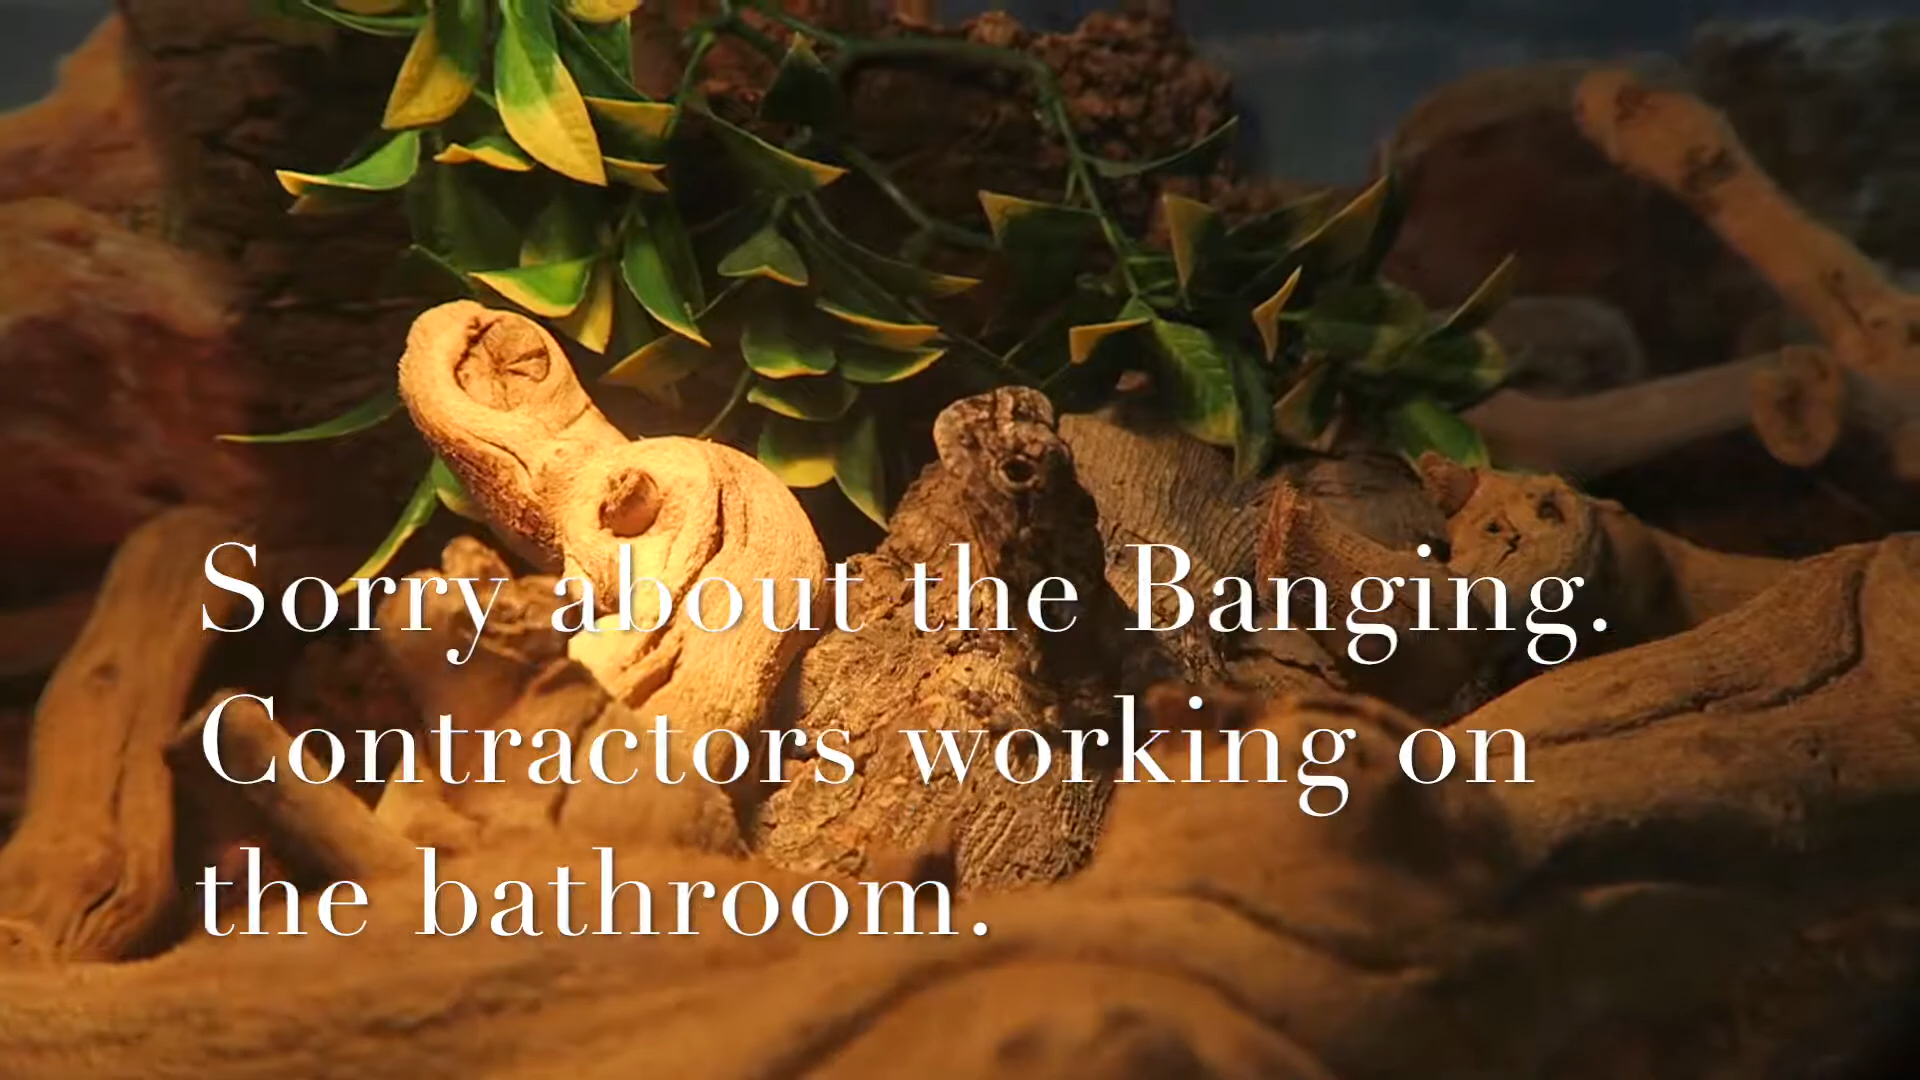 Sorry about the Banging.
Contractors working on
the bathroom.